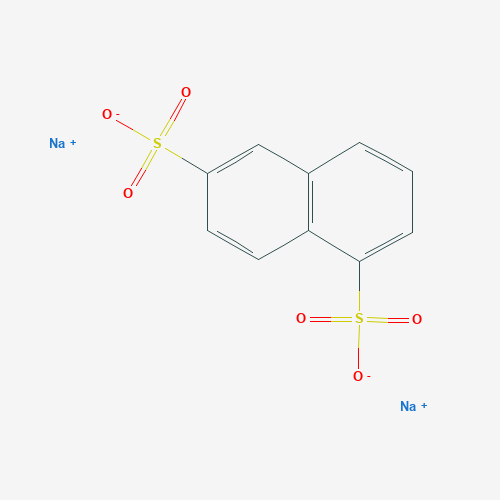 O
O -
Na +
S
O
O S O
O -
Na +